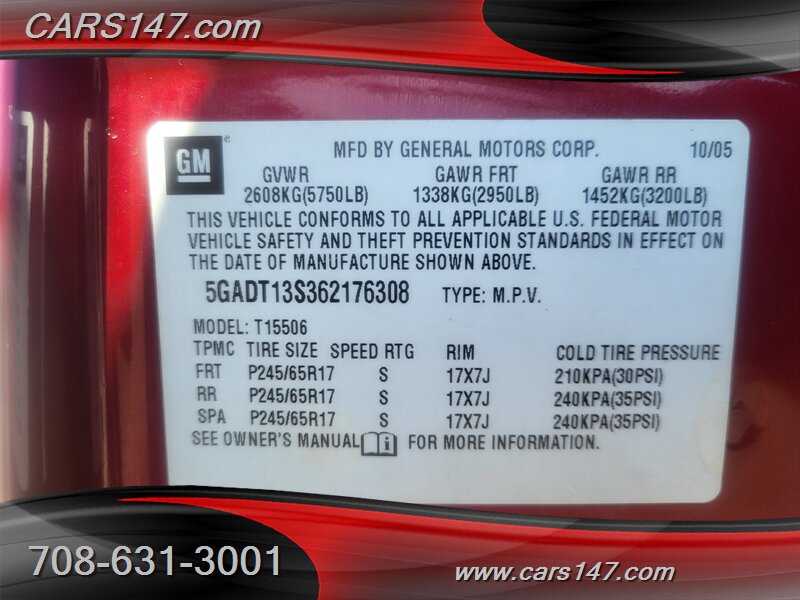 CARS147.com
GM®
MFD BY GENERAL MOTORS CORP. 10/05
GVWR GAWR FRT GAWR RR
2608KG(5750LB) 1338KG(2950LB) 1452KG(3200LB)
THIS VEHICLE CONFORMS TO ALL APPLICABLE U.S. FEDERAL MOTOR
VEHICLE SAFETY AND THEFT PREVENTION STANDARDS IN EFFECT ON
THE DATE OF MANUFACTURE SHOWN ABOVE.
5GADT13S362176308 TYPE: M.P.V.
MODEL: T15506
TPMC TIRE SIZE SPEED RTG RIM COLD TIRE PRESSURE
FRT P245/65R17 S 17X7J 210KPA(30PSI)
RR P245/65R17 S 17X7J 240KPA(35PSI)
SPA P245/65R17 S 17X7J 240KPA(35PSI)
SEE OWNER'S MANUAL i FOR MORE INFORMATION.
708-631-3001
www.cars147.com